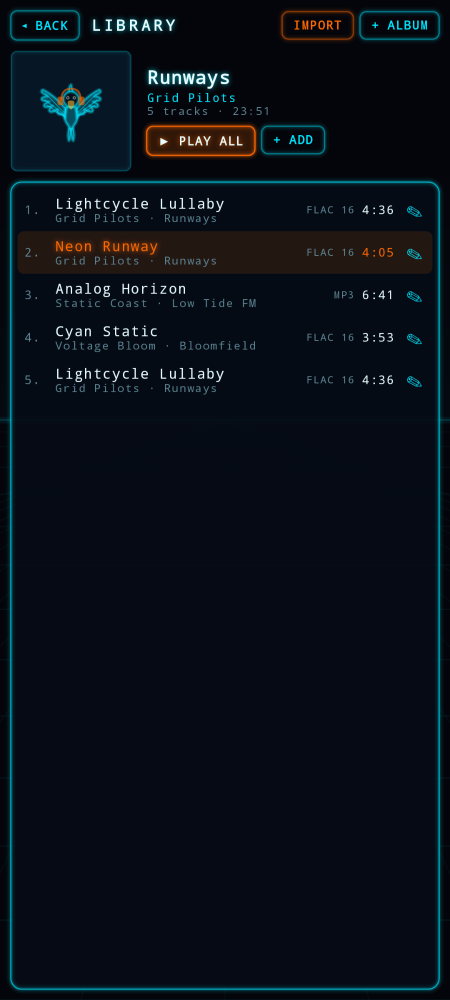 ◂ BACK LIBRARY IMPORT + ALBUM
Runways
Grid Pilots
5 tracks · 23:51
▶ PLAY ALL + ADD
1. Lightcycle Lullaby FLAC 16 4:36 ✎
Grid Pilots · Runways
2. Neon Runway FLAC 16 4:05 ✎
Grid Pilots · Runways
3. Analog Horizon MP3 6:41 ✎
Static Coast · Low Tide FM
4. Cyan Static FLAC 16 3:53 ✎
Voltage Bloom · Bloomfield
5. Lightcycle Lullaby FLAC 16 4:36 ✎
Grid Pilots · Runways